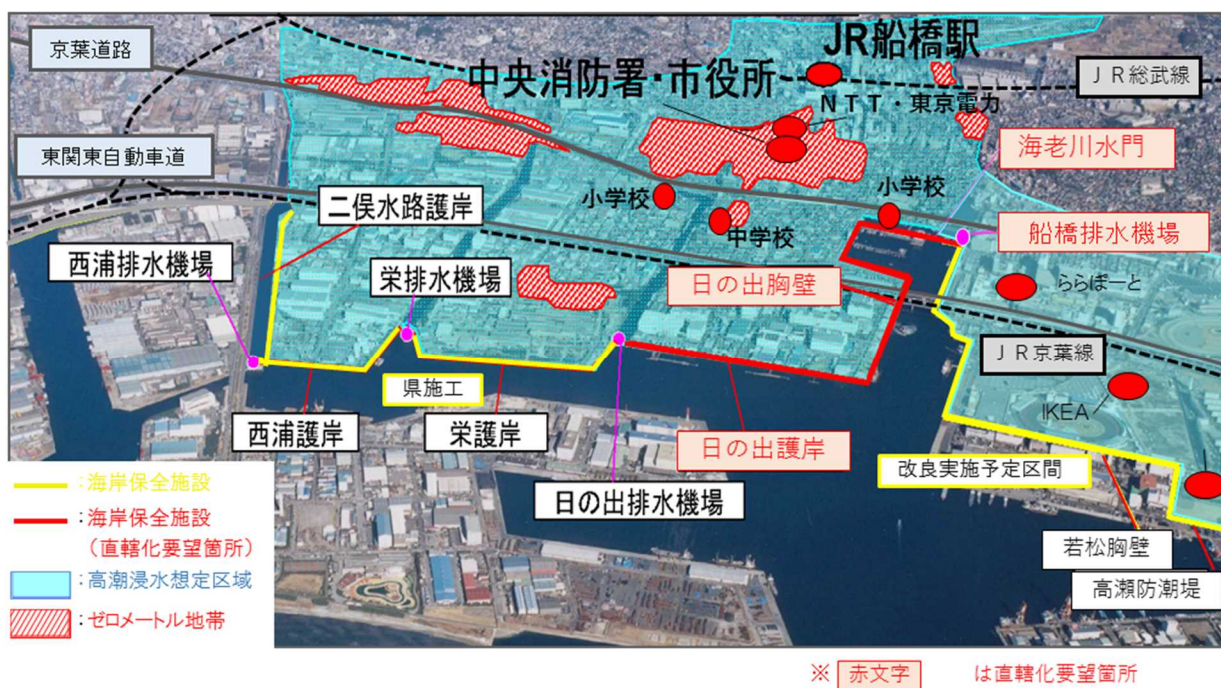 京葉道路
JR船橋駅
中央消防署・市役所
ＪＲ総武線
ＮＴＴ・東京電力
東関東自動車道
海老川水門
二俣水路護岸
小学校
小学校
中学校
船橋排水機場
西浦排水機場
栄排水機場
日の出胸壁
ららぽーと
ＪＲ京葉線
県施工
IKEA
西浦護岸
栄護岸
日の出護岸
改良実施予定区間
日の出排水機場
若松胸壁
高瀬防潮堤
：海岸保全施設
：海岸保全施設
（直轄化要望箇所）
：高潮浸水想定区域
：ゼロメートル地帯
※ 赤文字 は直轄化要望箇所